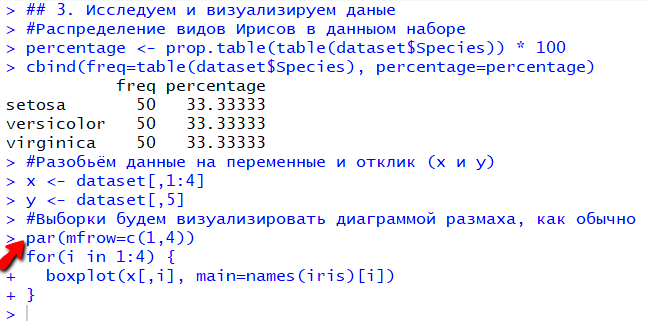 > ## 3. Исследуем и визуализируем даные
> #Распределение видов Ирисов в данныом наборе
> percentage <- prop.table(table(dataset$Species)) * 100
> cbind(freq=table(dataset$Species), percentage=percentage)
freq percentage
setosa 50 33.33333
versicolor 50 33.33333
virginica 50 33.33333
> #Разобьём данные на переменные и отклик (x и y)
> x <- dataset[,1:4]
> y <- dataset[,5]
> #Выборки будем визуализировать диаграммой размаха, как обычно
> par(mfrow=c(1,4))
for(i in 1:4) {
+ boxplot(x[,i], main=names(iris)[i])
+ }
>